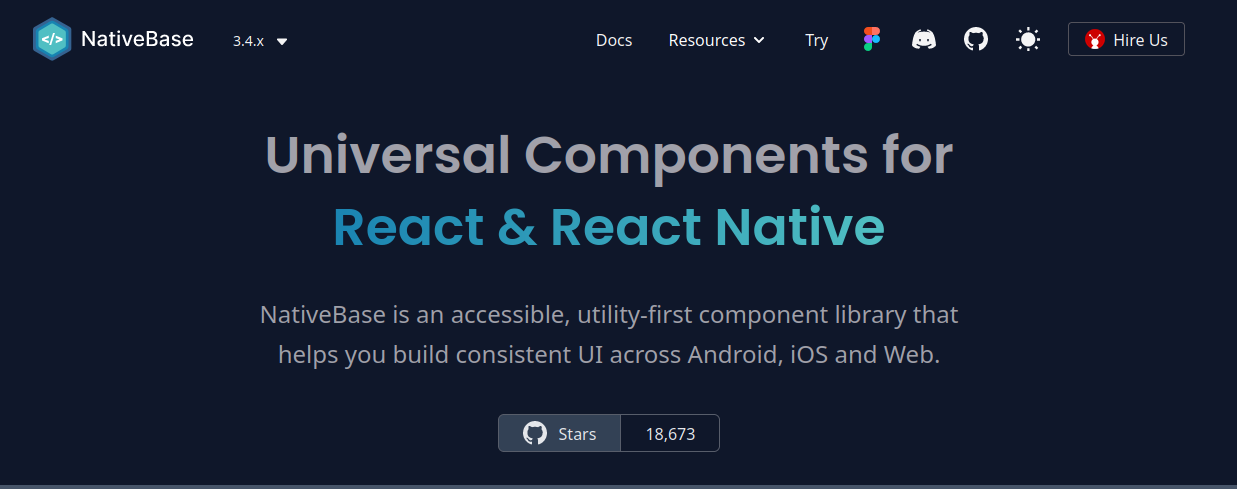 </> NativeBase 3.4.x Docs Resources Try Hire Us
Universal Components for
React & React Native
NativeBase is an accessible, utility-first component library that
helps you build consistent UI across Android, iOS and Web.
Stars 18,673